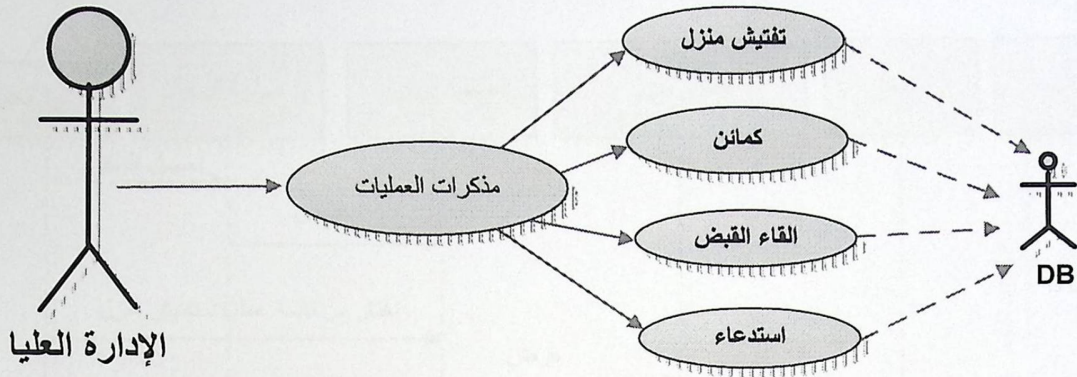 تفتيش منزل
كمائن
مذكرات العمليات
القاء القبض
DB
استدعاء
الإدارة العليا